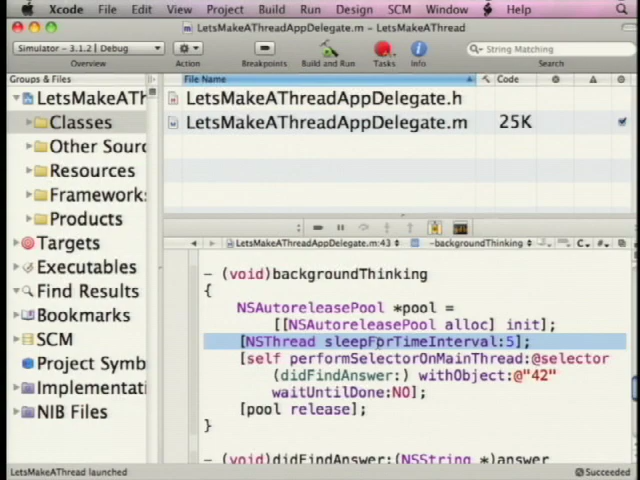 Xcode File Edit View Project Build Run Design SCM Window Help
LetsMakeAThreadAppDelegate.m – LetsMakeAThread
Simulator – 3.1.2 | Debug
String Matching
Overview Action Breakpoints Build and Run Tasks Info Search
Groups & Files
LetsMakeATh
Classes
Other Sourc
Resources
Frameworks
Products
Targets
Executables
Find Results
Bookmarks
SCM
Project Symb
Implementat
NIB Files
File Name Code
LetsMakeAThreadAppDelegate.h
LetsMakeAThreadAppDelegate.m 25K
LetsMakeAThreadAppDelegate.m:43 -backgroundThinking C #
- (void)backgroundThinking
{
NSAutoreleasePool *pool =
[[NSAutoreleasePool alloc] init];
[NSThread sleepForTimeInterval:5];
[self performSelectorOnMainThread:@selector
(didFindAnswer:) withObject:@"42"
waitUntilDone:NO];
[pool release];
}
- (void)didFindAnswer:(NSString *)answer
LetsMakeAThread launched Succeeded